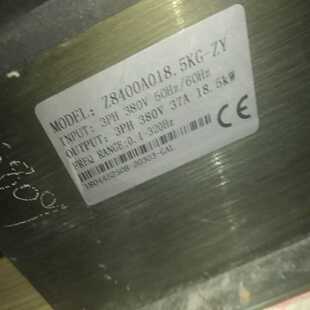 MODEL: Z8400A018.5KG-ZY
INPUT: 3PH 380V 50Hz/60Hz
OUTPUT: 3PH 380V 37A 18.5kW
FREQ RANGE:0.1-320Hz